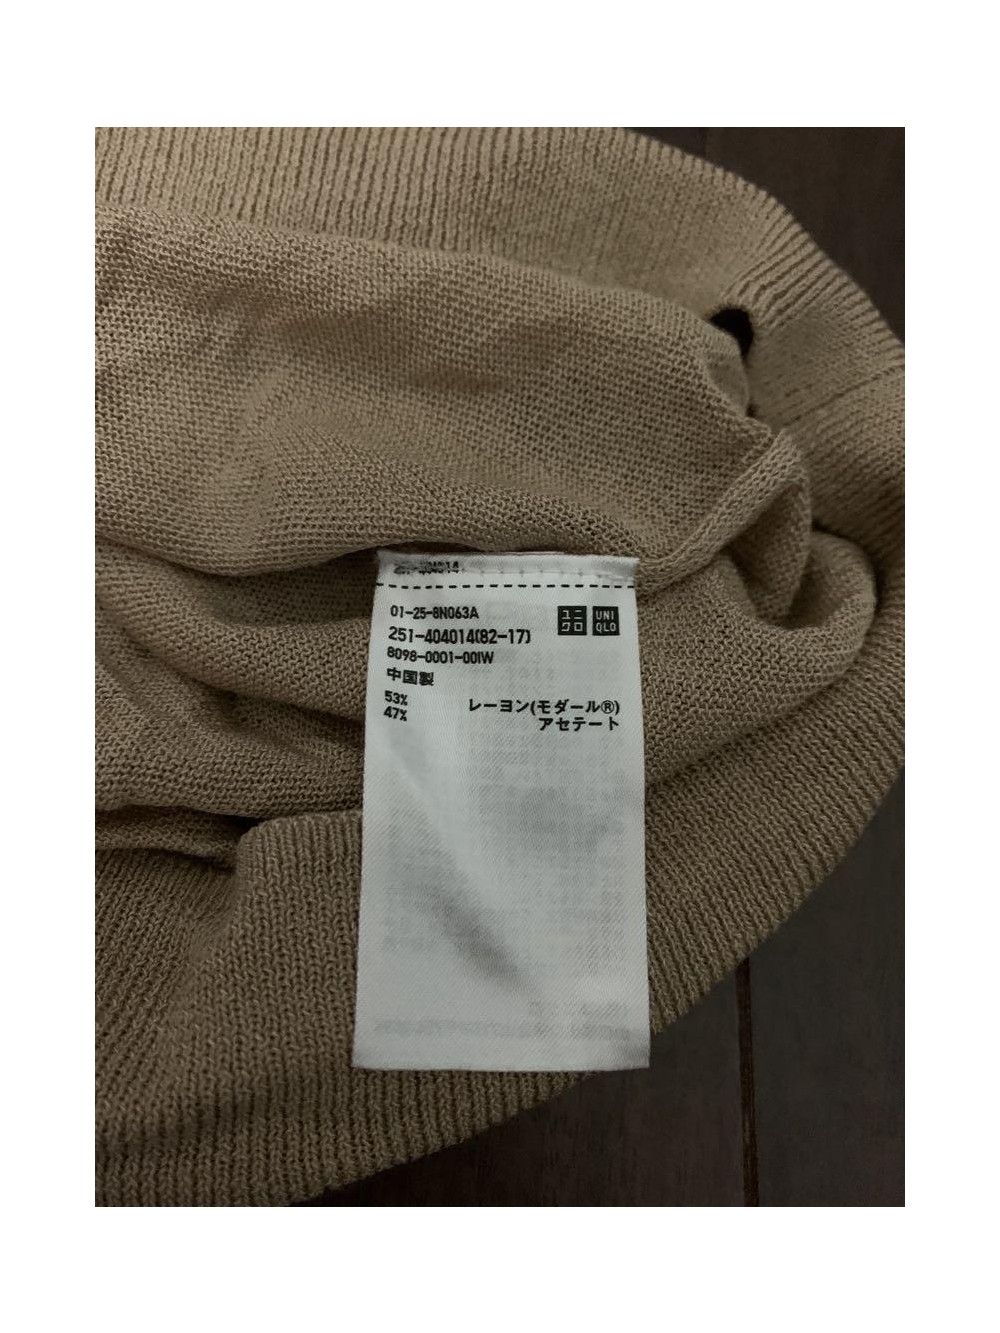 01-25-8N063A
ユニ
クロ
UNI
QLO
251-404014(82-17)
8098-0001-00IW
中国製
53% レーヨン(モダール®)
47% アセテート